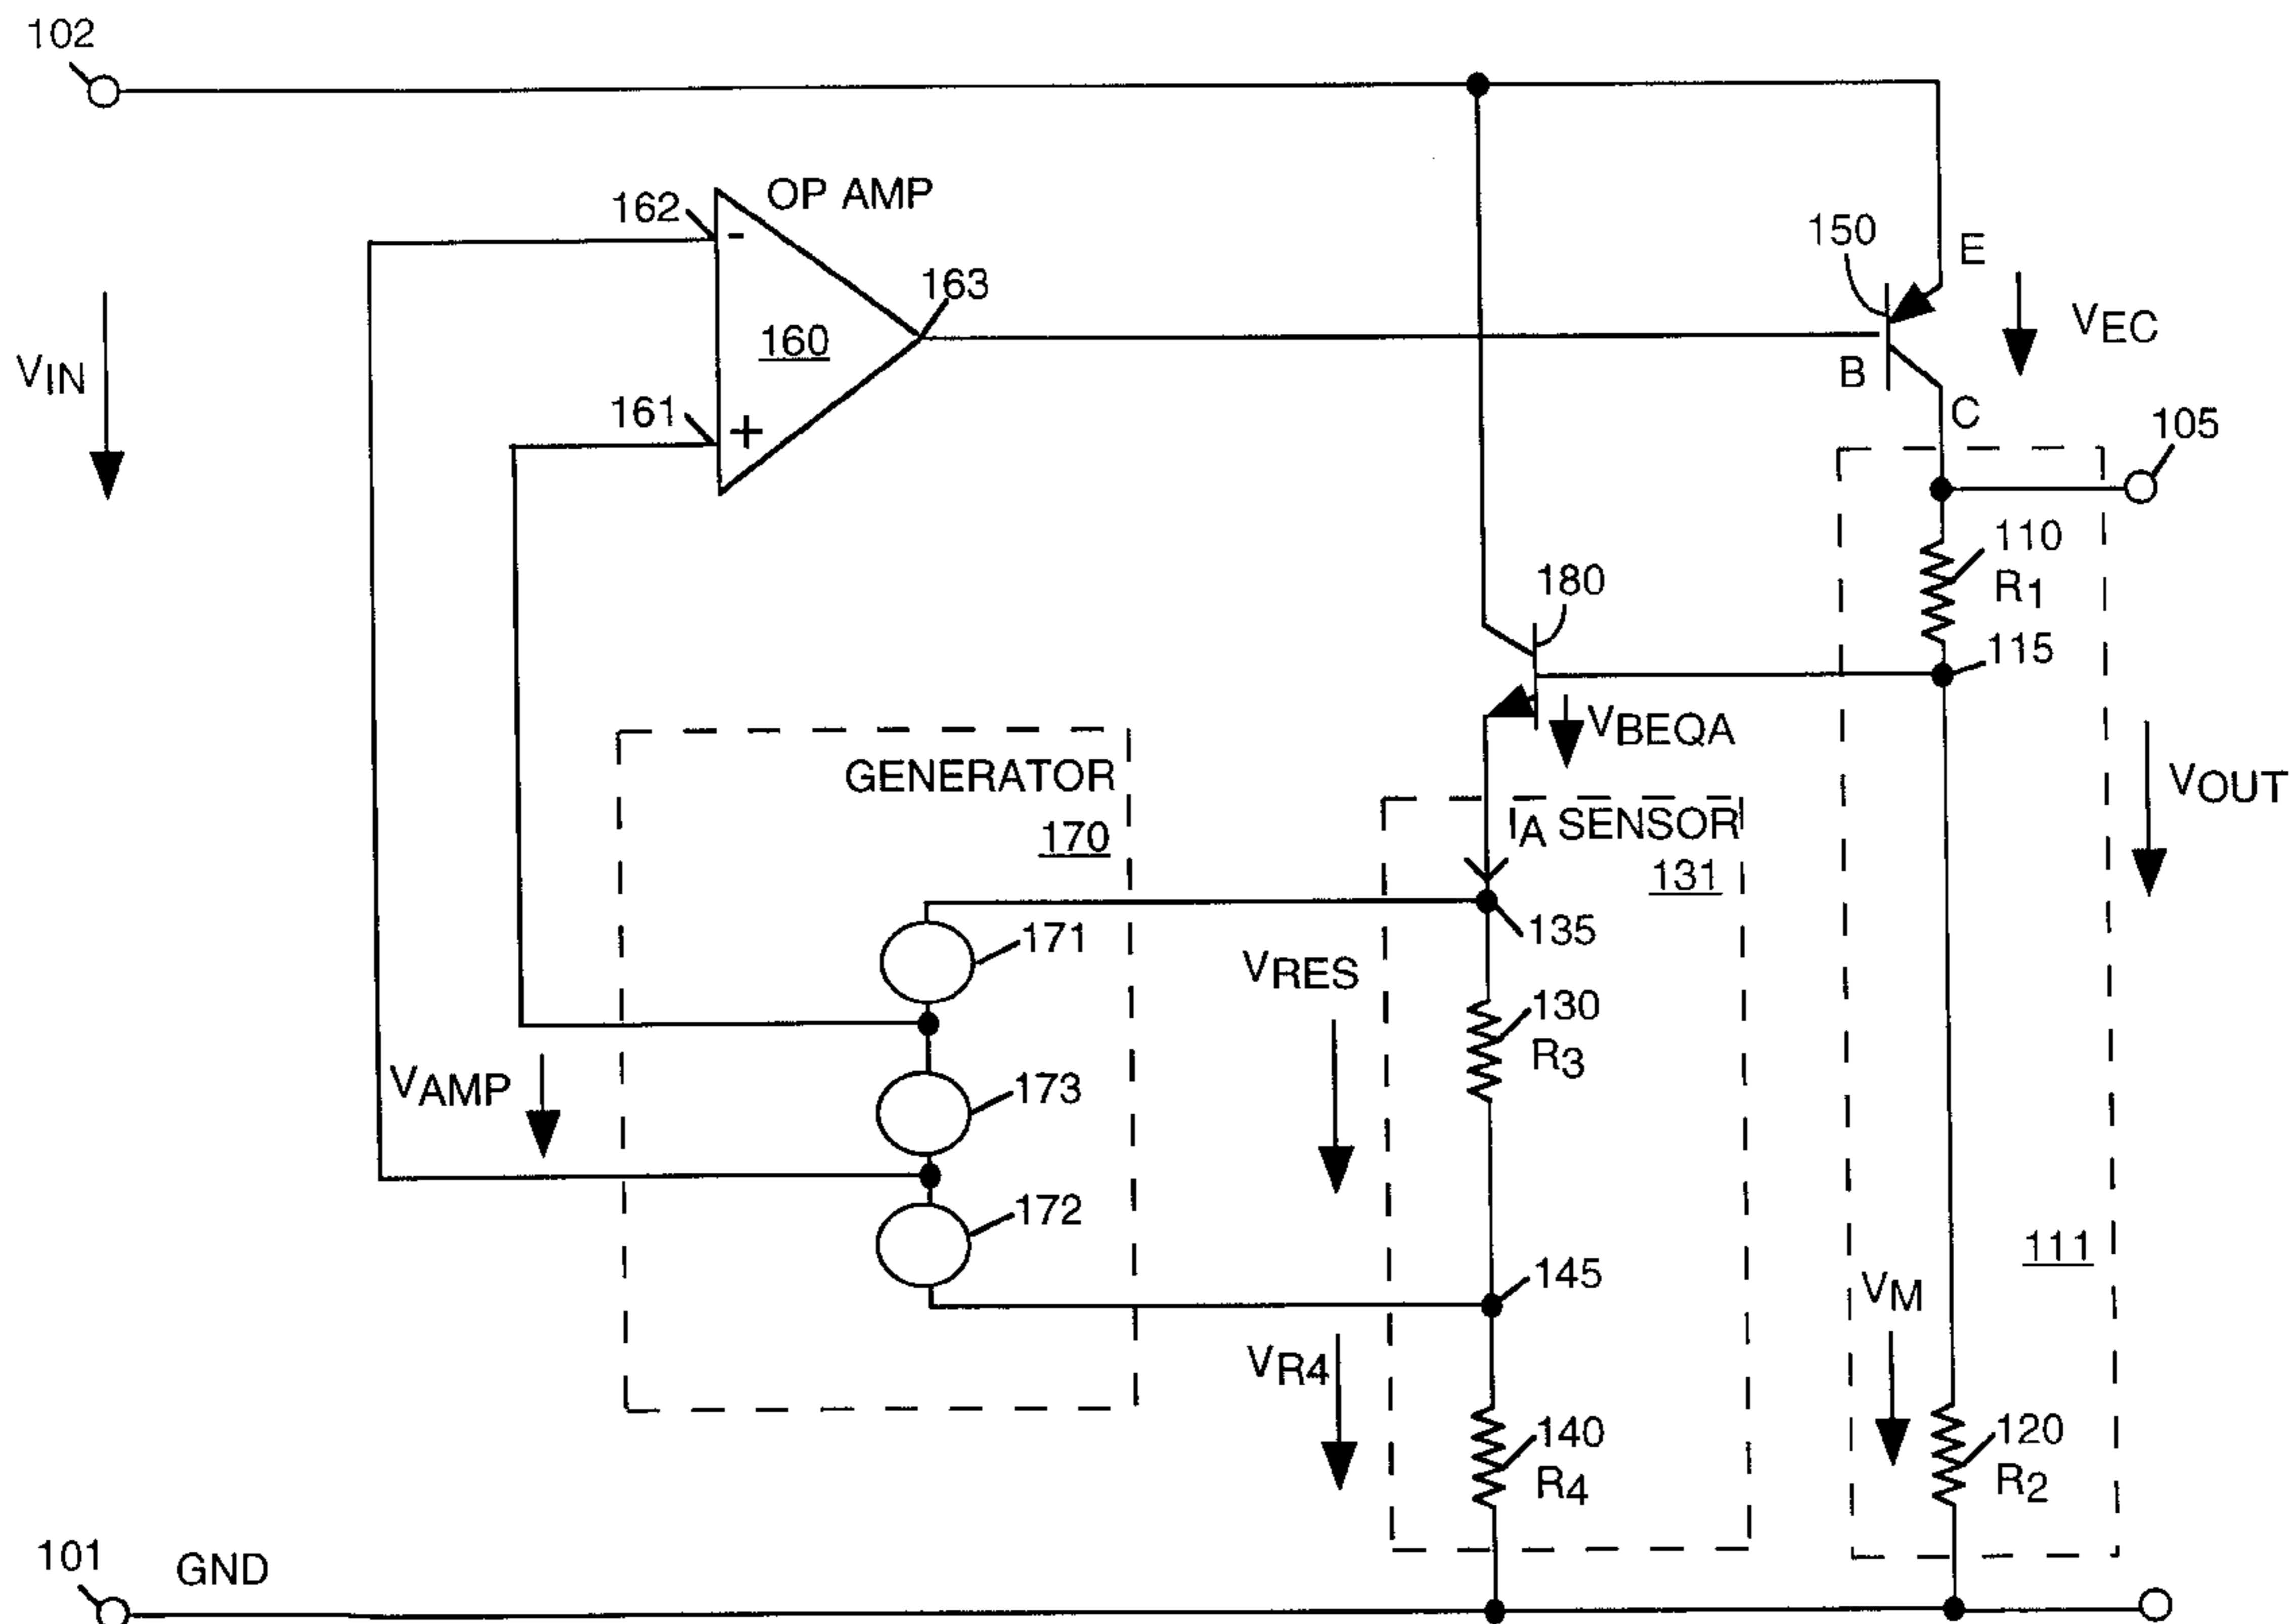 102
OP AMP
162
-
163
160
161
+
VIN
150
E
VEC
B
C
105
110
R1
115
180
VBEQA
GENERATOR
170
IA SENSOR
131
VOUT
171
135
VRES
130
R3
VAMP
173
172
145
111
VM
VR4
140
R4
120
R2
101
GND